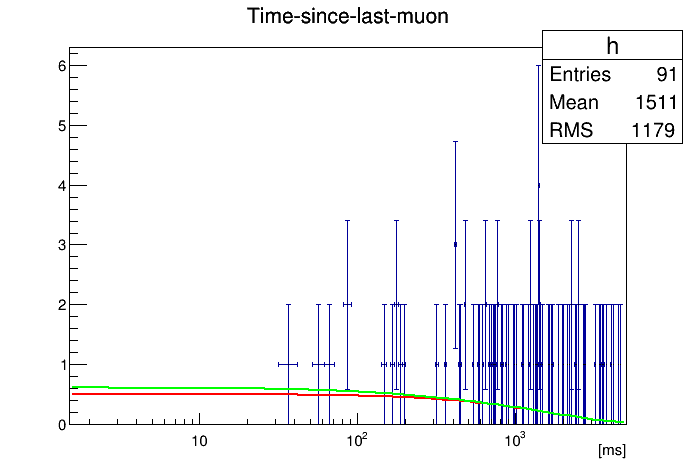 Time-since-last-muon
h
Entries 91
Mean 1511
RMS 1179
6
5
4
3
2
1
0
10 10² 10³
[ms]